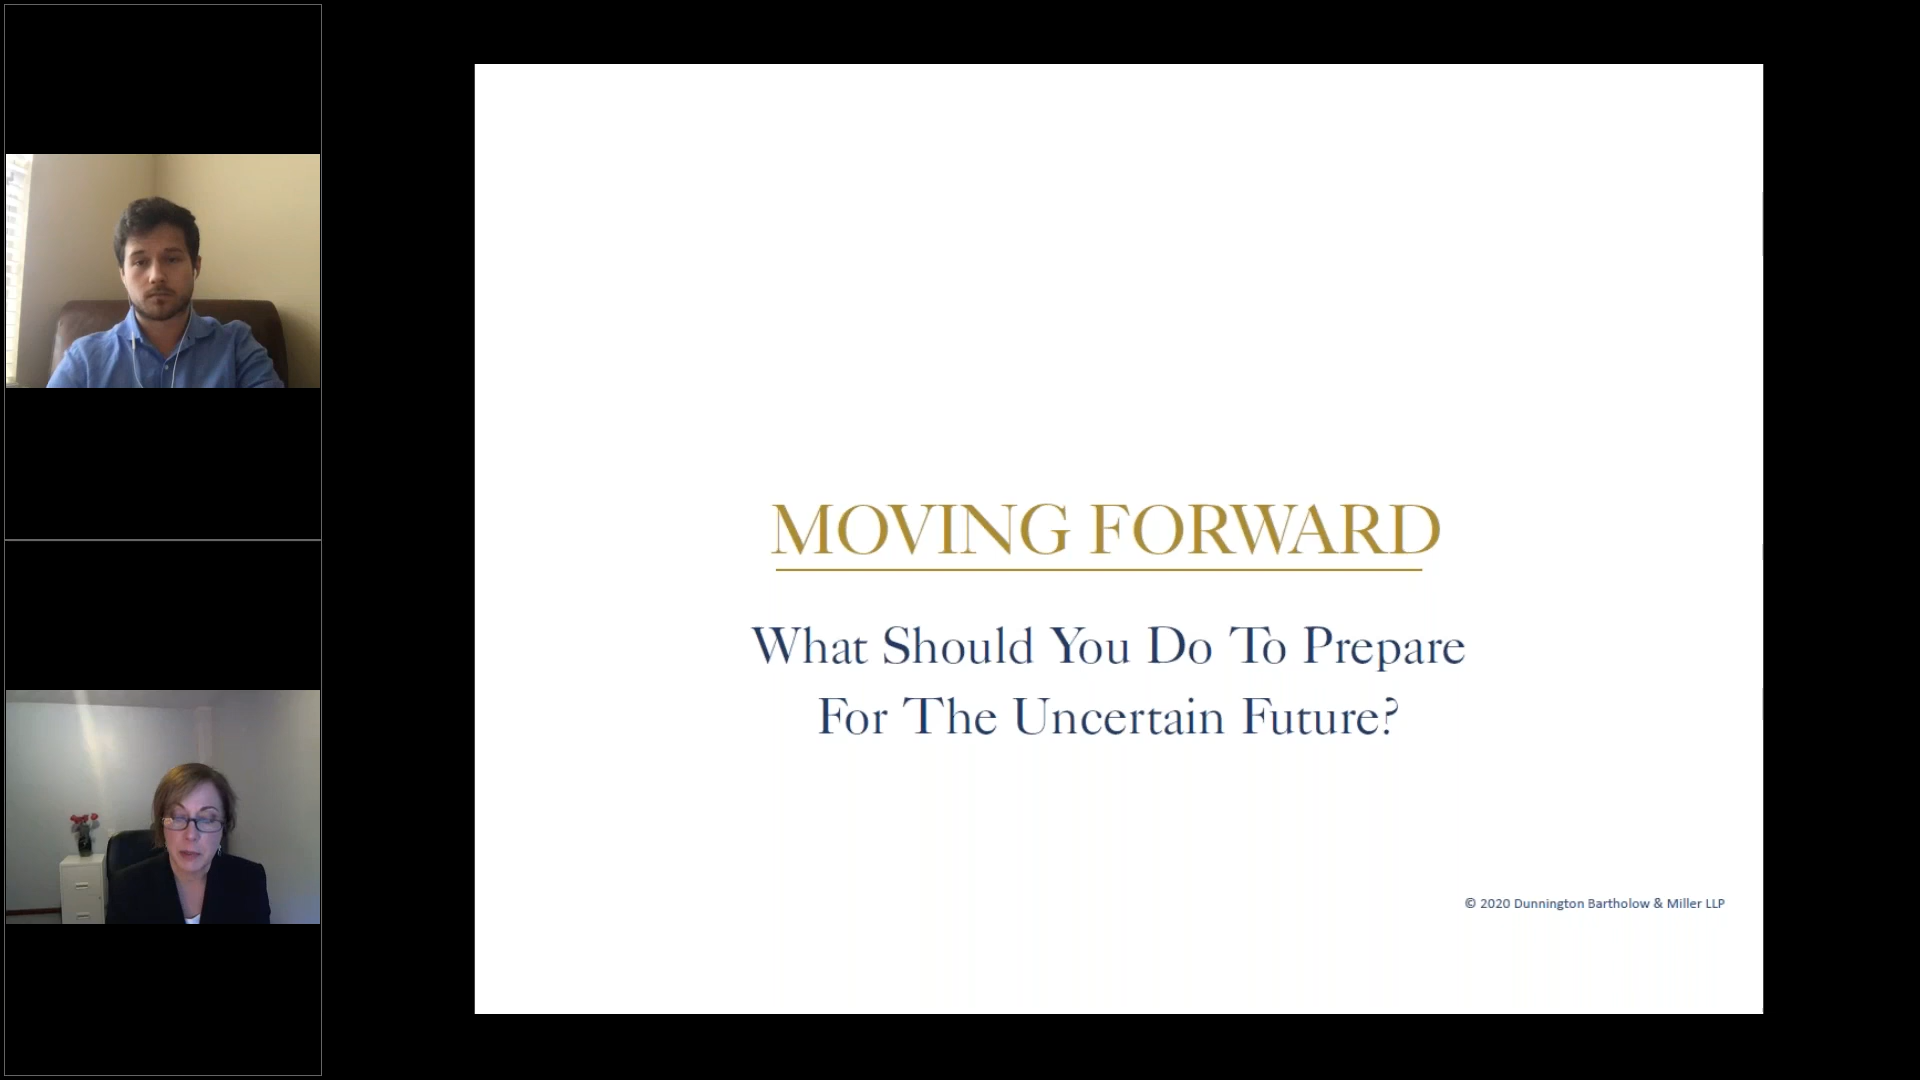 MOVING FORWARD
What Should You Do To Prepare
For The Uncertain Future?
© 2020 Dunnington Bartholow & Miller LLP